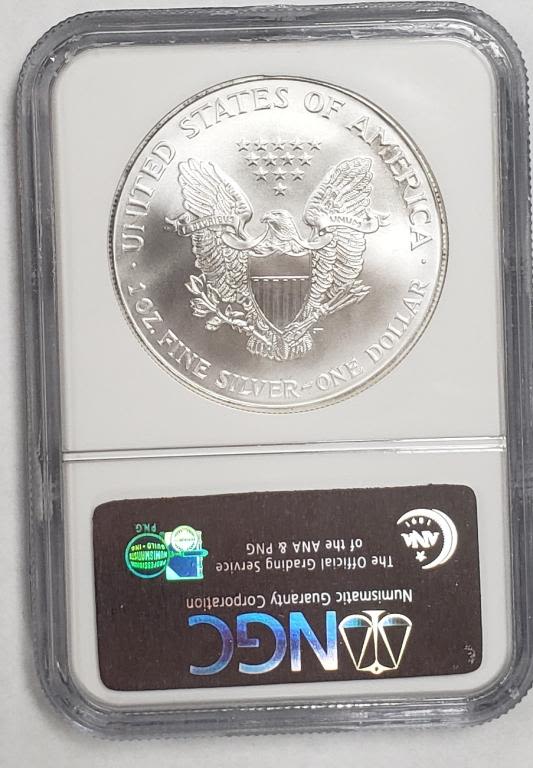 UNITED STATES OF AMERICA
E PLURIBUS UNUM
1 OZ. FINE SILVER~ONE DOLLAR
NGC
Numismatic Guaranty Corporation
The Official Grading Service
of the ANA & PNG
ANA
1891
PROFESSIONAL
NUMISMATISTS
GUILD • INC
PNG